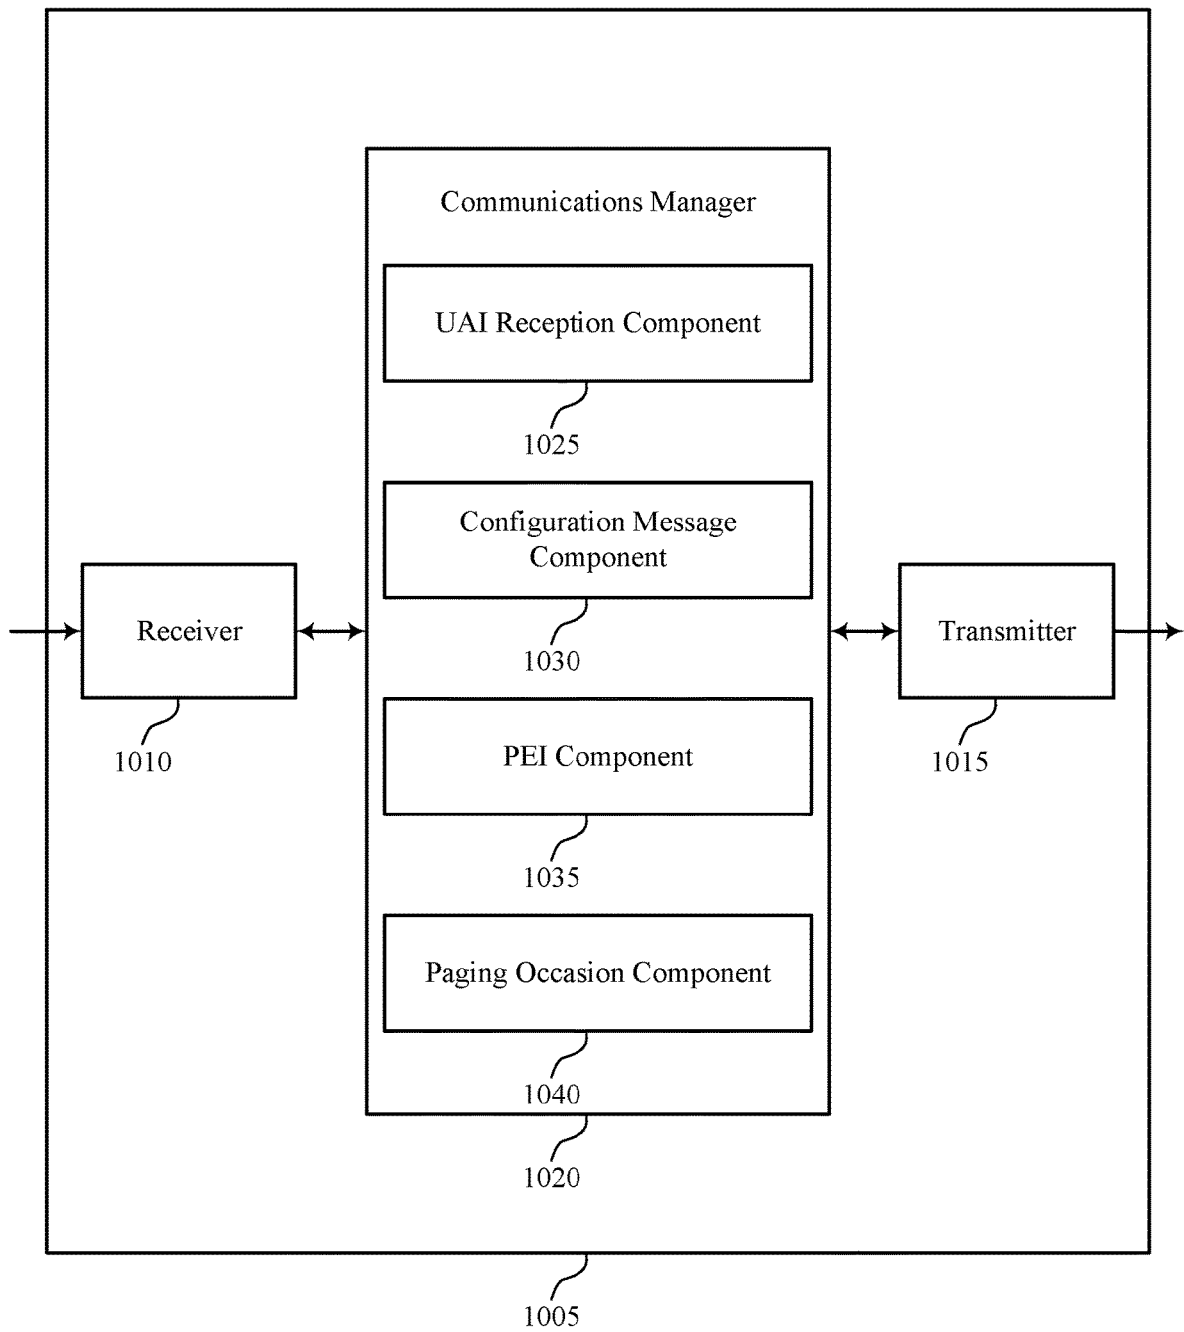 Communications Manager
UAI Reception Component
1025
Configuration Message
Component
1030
Receiver
1010
Transmitter
1015
PEI Component
1035
Paging Occasion Component
1040
1020
1005